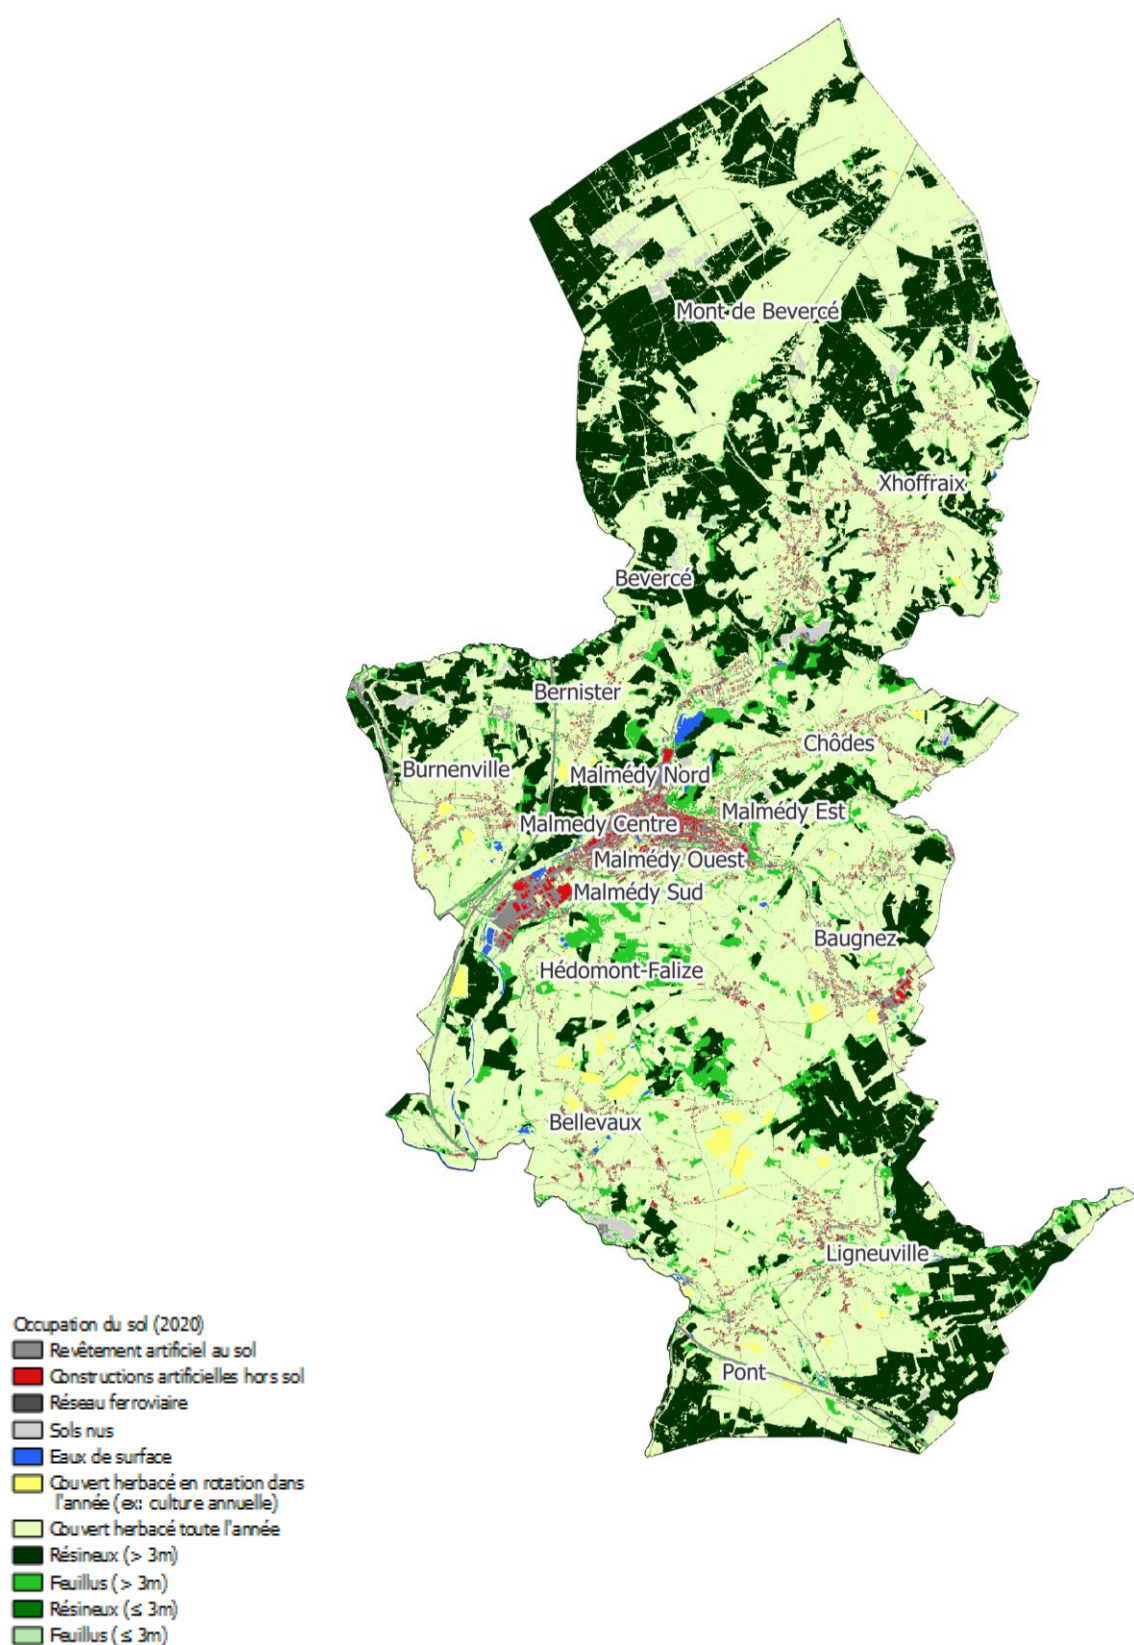 Mont de Bevercé
Xhoffraix
Bevercé
Bernister
Chôdes
Burnenville
Malmédy Nord
Malmédy Est
Malmedy Centre
Malmédy Ouest
Malmédy Sud
Baugnez
Hédomont-Falize
Bellevaux
Ligneuville
Pont
Occupation du sol (2020)
Revêtement artificiel au sol
Constructions artificielles hors sol
Réseau ferroviaire
Sols nus
Eaux de surface
Couvert herbacé en rotation dans
l'année (ex: culture annuelle)
Couvert herbacé toute l'année
Résineux (> 3m)
Feuillus (> 3m)
Résineux (≤ 3m)
Feuillus (≤ 3m)